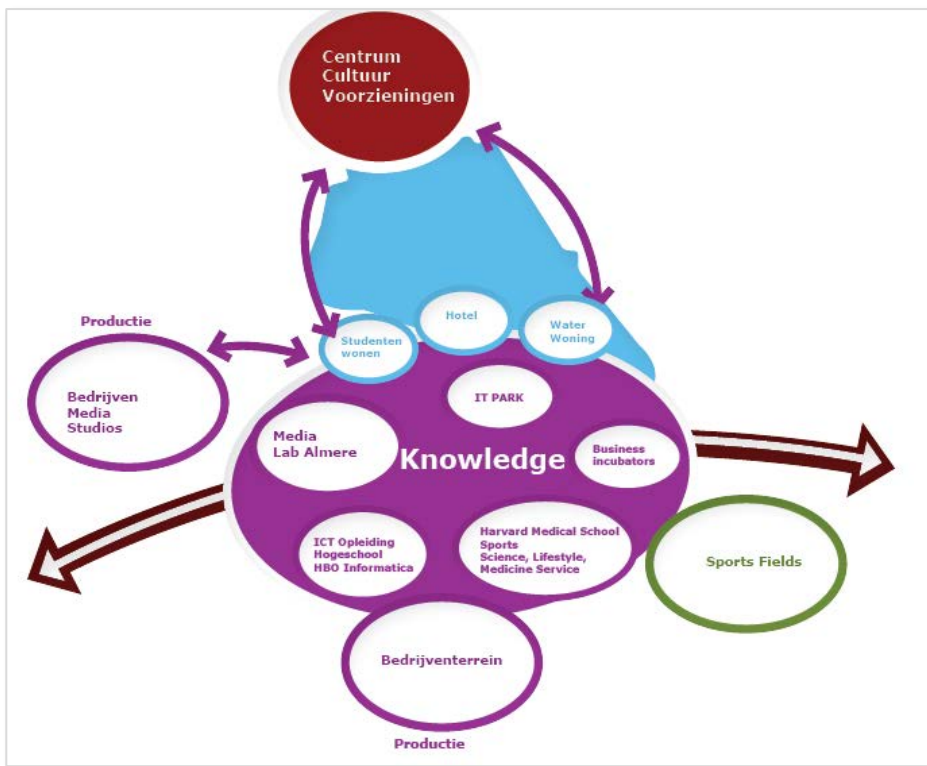 Centrum
Cultuur
Voorzieningen
Productie
Bedrijven
Media
Studios
Studenten
wonen
Hotel
Water
Woning
IT PARK
Media
Lab Almere
Knowledge
Business
incubators
ICT Opleiding
Hogeschool
HBO Informatica
Harvard Medical School
Sports
Science, Lifestyle,
Medicine Service
Sports Fields
Bedrijventerrein
Productie